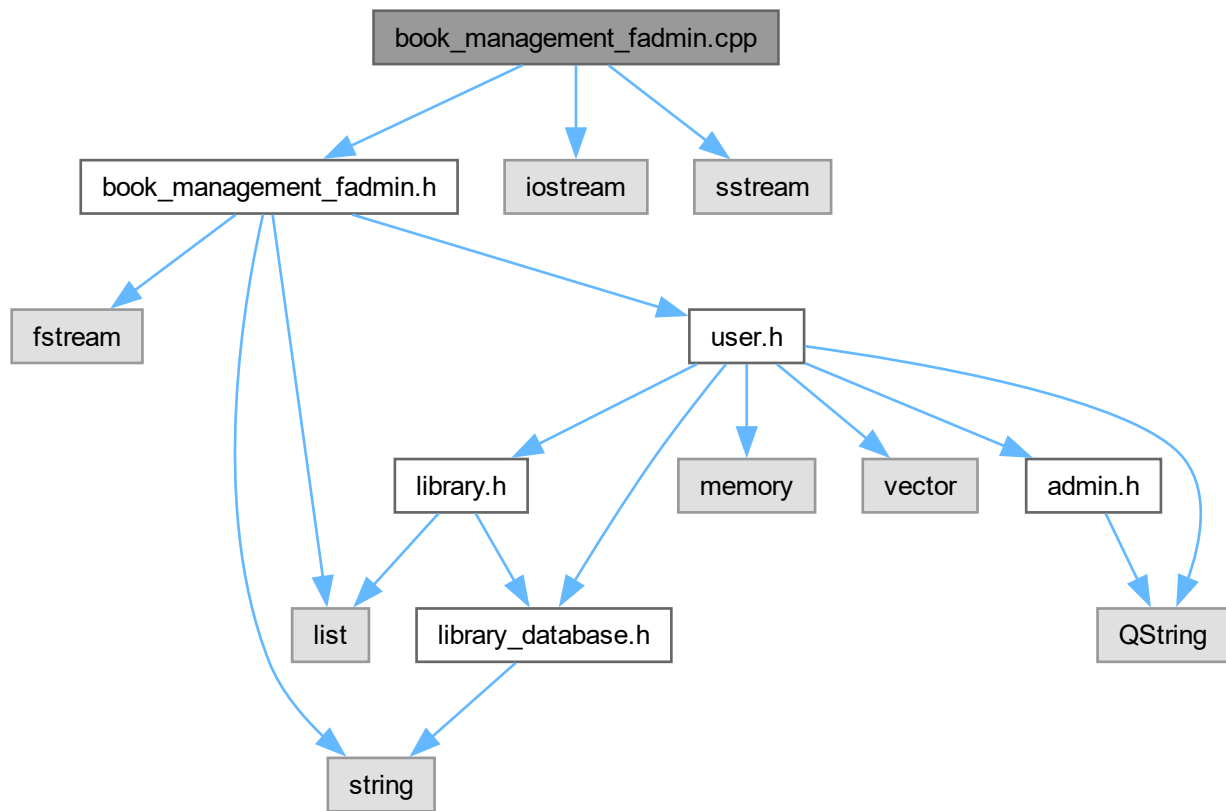 book_management_fadmin.cpp
book_management_fadmin.h
iostream
sstream
fstream
user.h
library.h
memory
vector
admin.h
list
library_database.h
QString
string